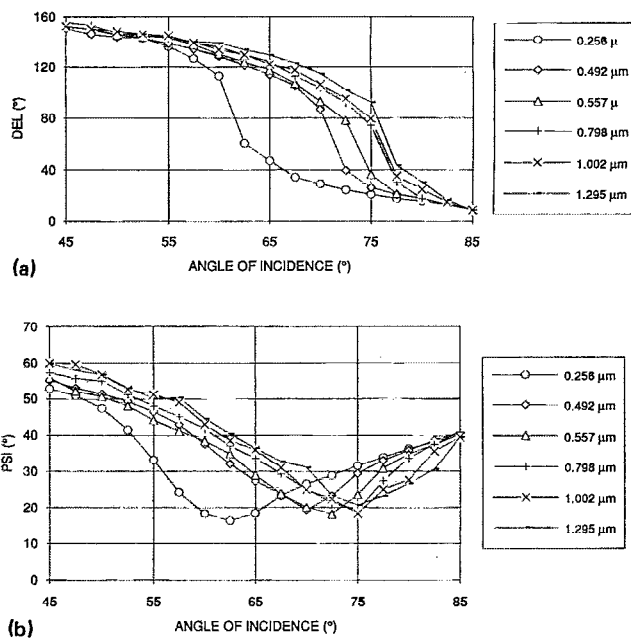 160
120
80
40
0
DEL (°)
45 55 65 75 85
ANGLE OF INCIDENCE (°)
(a)
0.256 μ
0.492 μm
0.557 μ
0.798 μm
1.002 μm
1.295 μm
70
60
50
40
30
20
10
0
PSI (°)
45 55 65 75 85
ANGLE OF INCIDENCE (°)
(b)
0.256 μm
0.492 μm
0.557 μm
0.798 μm
1.002 μm
1.295 μm